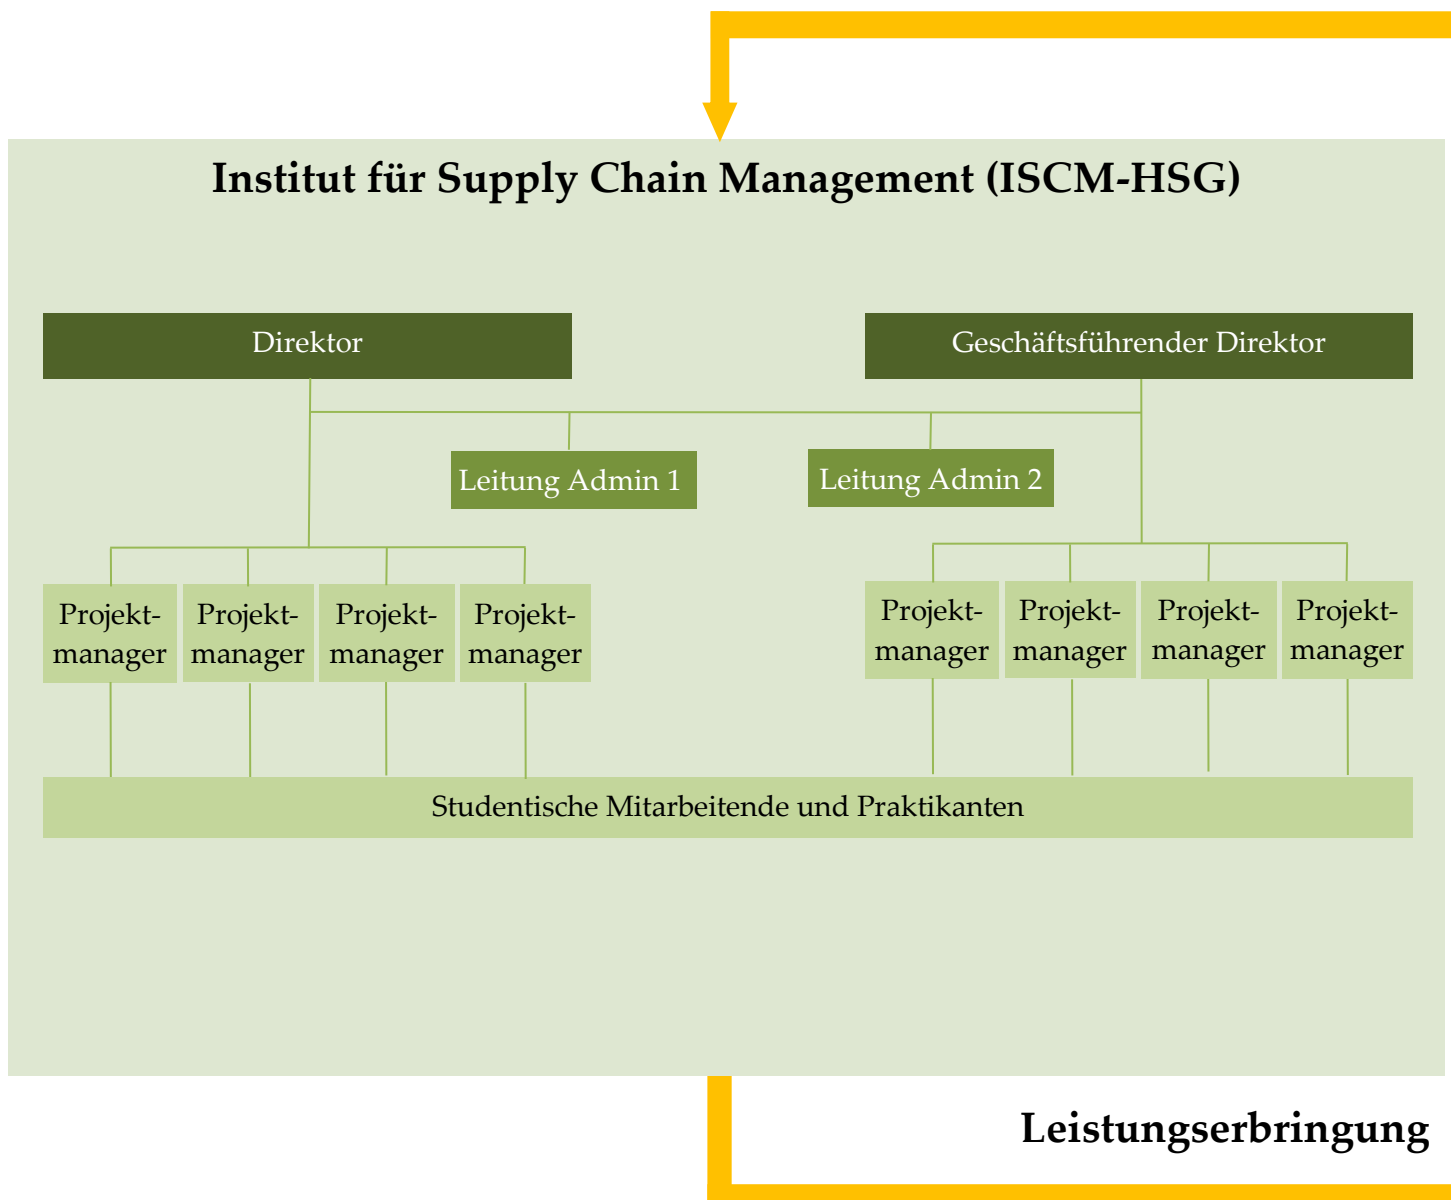 Institut für Supply Chain Management (ISCM-HSG)
Direktor
Geschäftsführender Direktor
Leitung Admin 1
Leitung Admin 2
Projekt-
manager
Projekt-
manager
Projekt-
manager
Projekt-
manager
Projekt-
manager
Projekt-
manager
Projekt-
manager
Projekt-
manager
Studentische Mitarbeitende und Praktikanten
Leistungserbringung